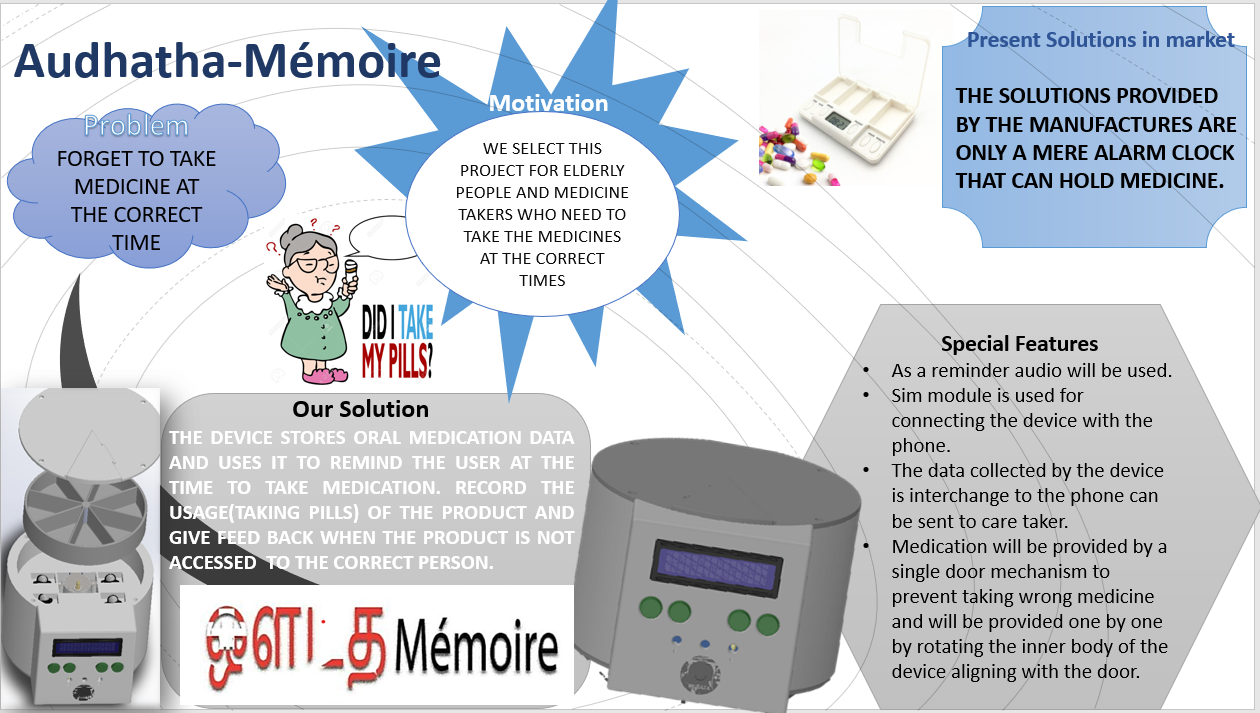 Audhatha-Mémoire
Problem
FORGET TO TAKE
MEDICINE AT
THE CORRECT
TIME
Motivation
WE SELECT THIS
PROJECT FOR ELDERLY
PEOPLE AND MEDICINE
TAKERS WHO NEED TO
TAKE THE MEDICINES
AT THE CORRECT
TIMES
Present Solutions in market
THE SOLUTIONS PROVIDED
BY THE MANUFACTURES ARE
ONLY A MERE ALARM CLOCK
THAT CAN HOLD MEDICINE.
? ? ?
DID I TAKE
MY PILLS?
Our Solution
THE DEVICE STORES ORAL MEDICATION DATA
AND USES IT TO REMIND THE USER AT THE
TIME TO TAKE MEDICATION. RECORD THE
USAGE(TAKING PILLS) OF THE PRODUCT AND
GIVE FEED BACK WHEN THE PRODUCT IS NOT
ACCESSED TO THE CORRECT PERSON.
Mémoire
Special Features
• As a reminder audio will be used.
• Sim module is used for
connecting the device with the
phone.
• The data collected by the device
is interchange to the phone can
be sent to care taker.
• Medication will be provided by a
single door mechanism to
prevent taking wrong medicine
and will be provided one by one
by rotating the inner body of the
device aligning with the door.